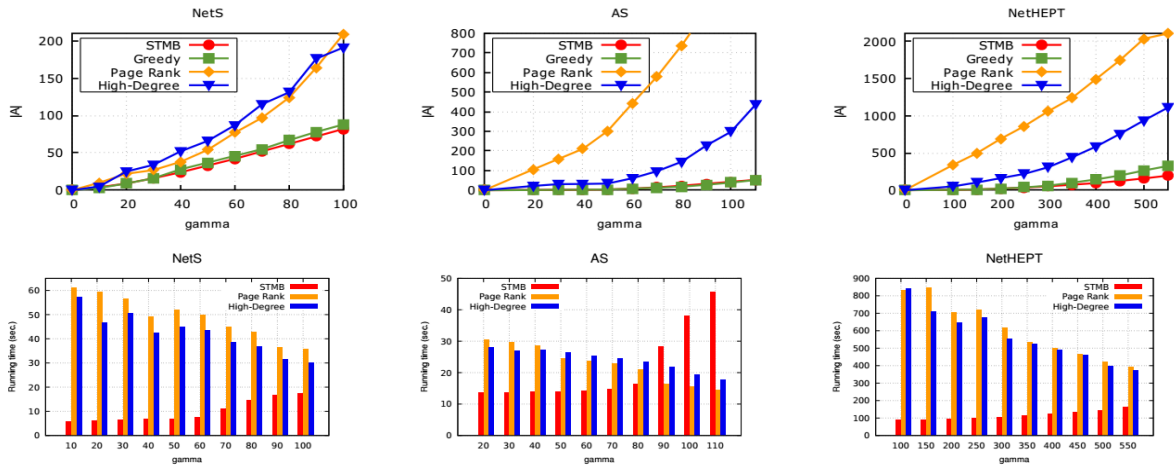 NetS
AS
NetHEPT
|A|
200
150
100
50
0
STMB
Greedy
Page Rank
High-Degree
0 20 40 60 80 100
gamma
|A|
800
700
600
500
400
300
200
100
0
STMB
Greedy
Page Rank
High-Degree
0 10 20 30 40 50 60 70 80 90 100 110
gamma
|A|
2000
1500
1000
500
0
STMB
Greedy
Page Rank
High-Degree
0 100 200 300 400 500
gamma
NetS
AS
NetHEPT
Running time (sec.)
60
50
40
30
20
10
0
STMB
Page Rank
High-Degree
10 20 30 40 50 60 70 80 90 100
gamma
Running time (sec.)
50
40
30
20
10
0
STMB
Page Rank
High-Degree
20 30 40 50 60 70 80 90 100 110
gamma
Running time (sec.)
900
800
700
600
500
400
300
200
100
0
STMB
Page Rank
High-Degree
100 150 200 250 300 350 400 450 500 550
gamma